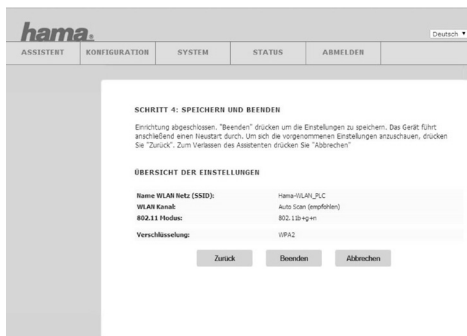 hama.
Deutsch
ASSISTENT KONFIGURATION SYSTEM STATUS ABMELDEN
SCHRITT 4: SPEICHERN UND BEENDEN
Einrichtung abgeschlossen. "Beenden" drücken um die Einstellungen zu speichern. Das Gerät führt
anschließend einen Neustart durch. Um sich die vorgenommenen Einstellungen anzuschauen, drücken
Sie "Zurück". Zum Verlassen des Assistenten drücken Sie "Abbrechen"
ÜBERSICHT DER EINSTELLUNGEN
Name WLAN Netz (SSID): Hama-WLAN_PLC
WLAN Kanal: Auto Scan (empfohlen)
802.11 Modus: 802.11b+g+n
Verschlüsselung: WPA2
Zurück Beenden Abbrechen